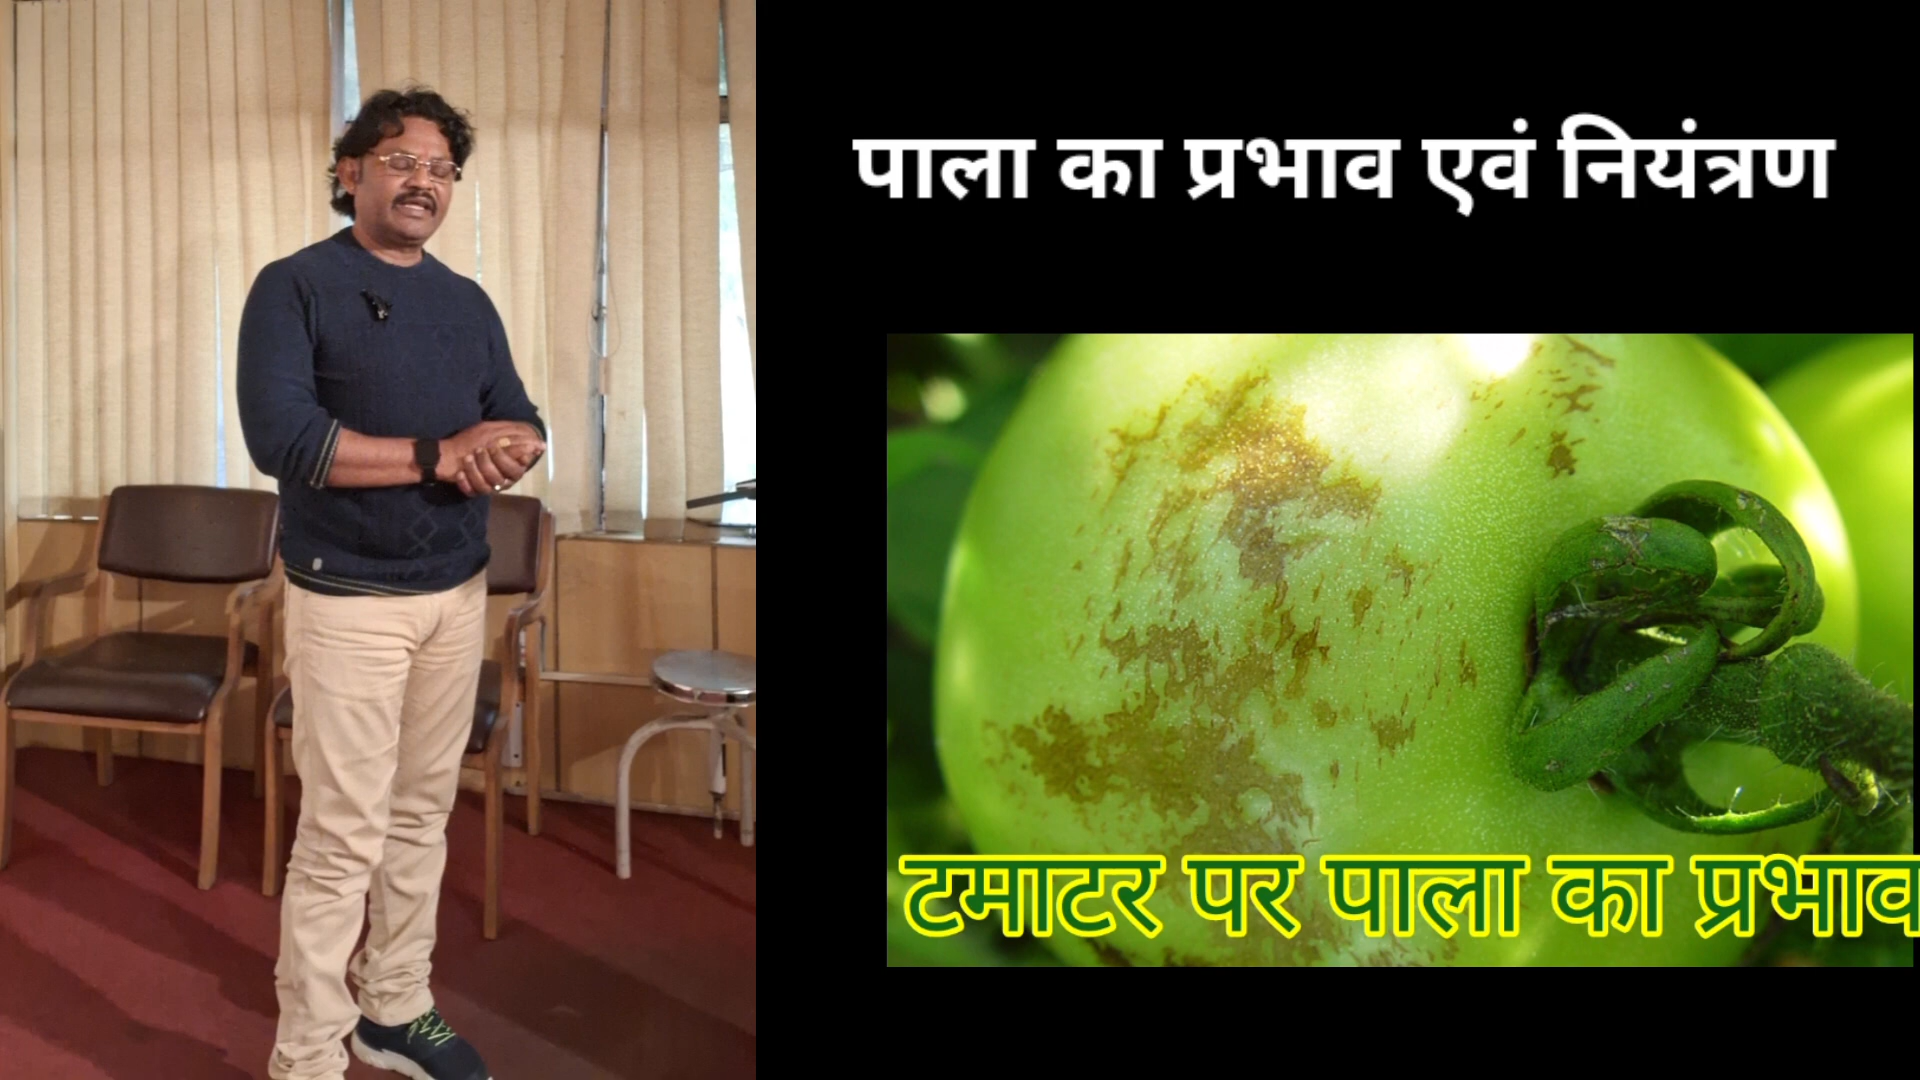 पाला का प्रभाव एवं नियंत्रण
टमाटर पर पाला का प्रभाव